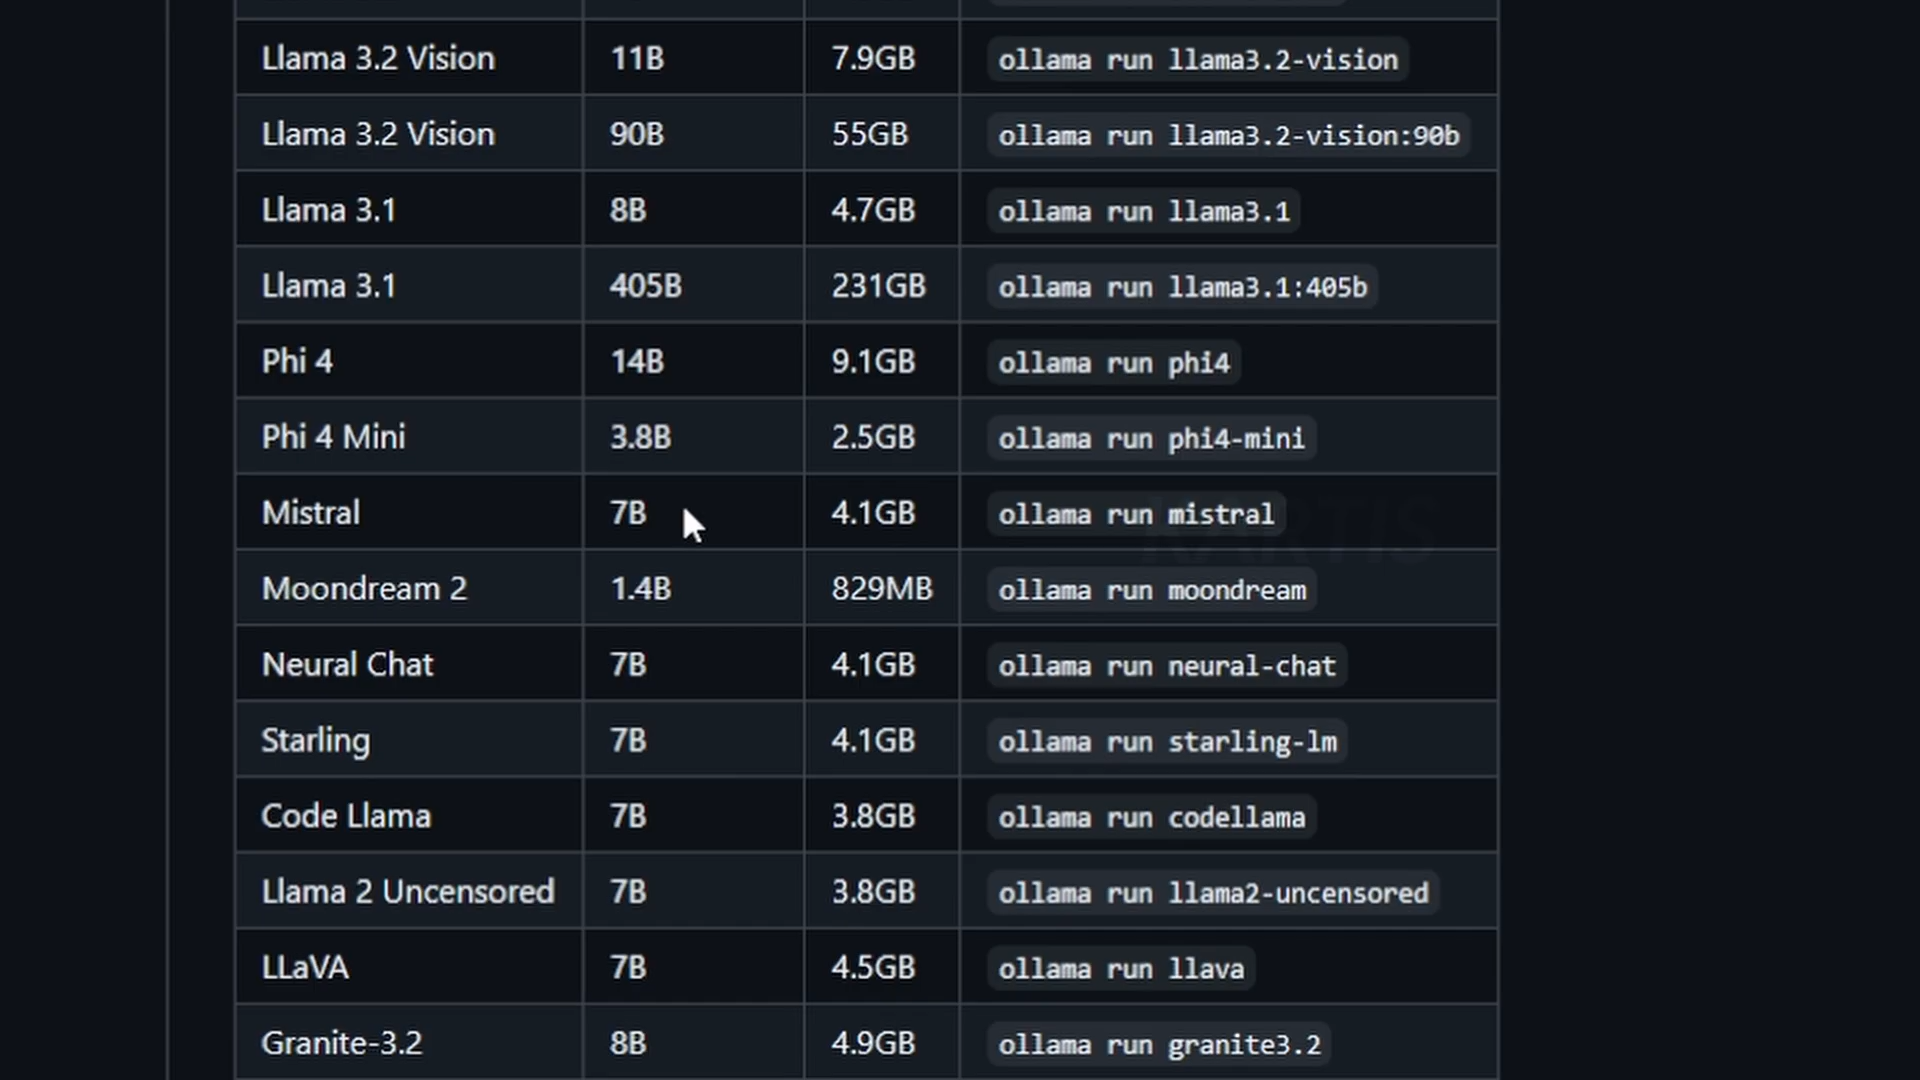 Llama 3.2 Vision 11B 7.9GB ollama run llama3.2-vision
Llama 3.2 Vision 90B 55GB ollama run llama3.2-vision:90b
Llama 3.1 8B 4.7GB ollama run llama3.1
Llama 3.1 405B 231GB ollama run llama3.1:405b
Phi 4 14B 9.1GB ollama run phi4
Phi 4 Mini 3.8B 2.5GB ollama run phi4-mini
Mistral 7B 4.1GB ollama run mistral
Moondream 2 1.4B 829MB ollama run moondream
Neural Chat 7B 4.1GB ollama run neural-chat
Starling 7B 4.1GB ollama run starling-lm
Code Llama 7B 3.8GB ollama run codellama
Llama 2 Uncensored 7B 3.8GB ollama run llama2-uncensored
LLaVA 7B 4.5GB ollama run llava
Granite-3.2 8B 4.9GB ollama run granite3.2